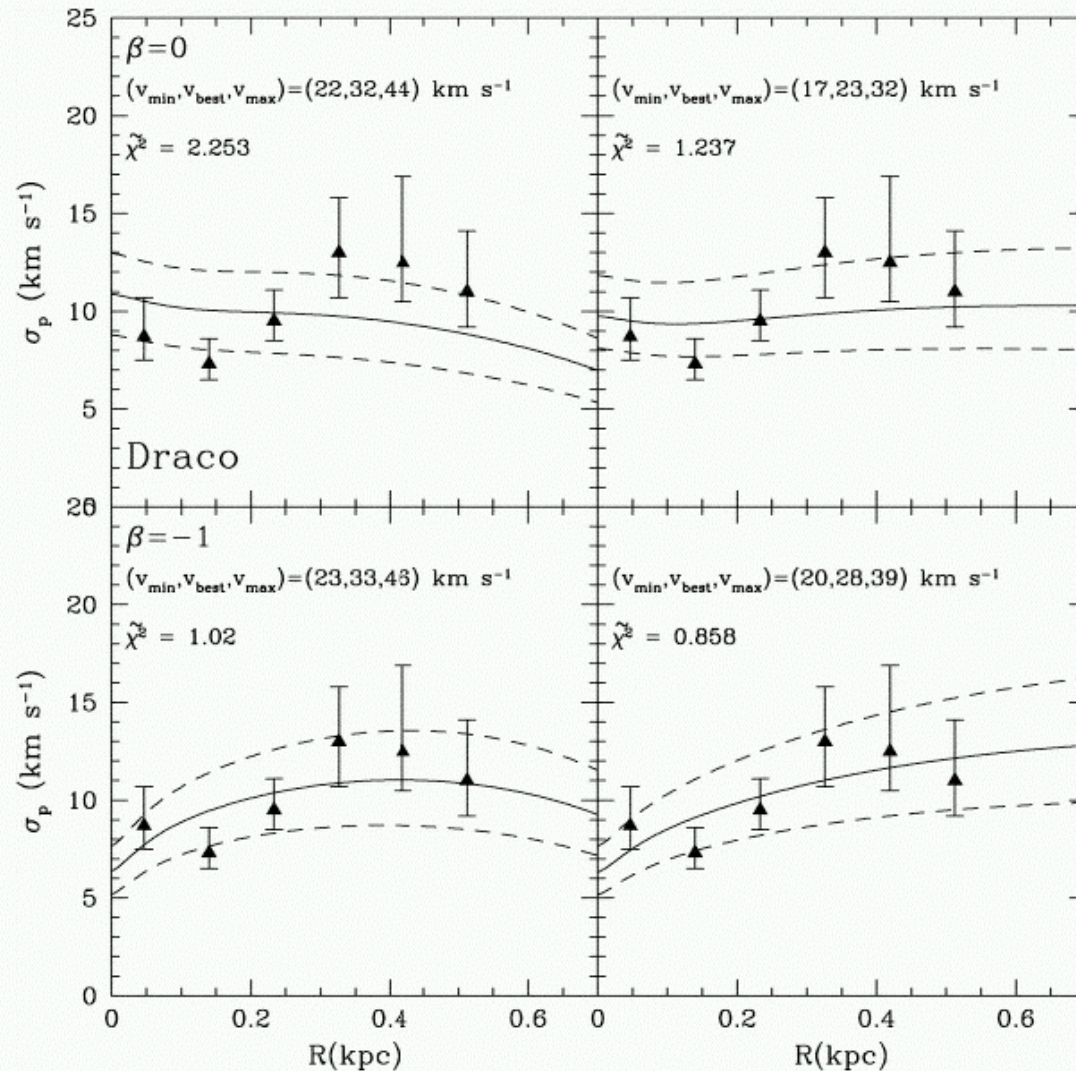 25
β=0
(v_min,v_best,v_max)=(22,32,44) km s⁻¹
(v_min,v_best,v_max)=(17,23,32) km s⁻¹
20
χ̃² = 2.253
χ̃² = 1.237
15
σ_p (km s⁻¹)
10
5
Draco
β=−1
(v_min,v_best,v_max)=(23,33,46) km s⁻¹
(v_min,v_best,v_max)=(20,28,39) km s⁻¹
20
χ̃² = 1.02
χ̃² = 0.858
15
σ_p (km s⁻¹)
10
5
0
0 0.2 0.4 0.6 0 0.2 0.4 0.6
R(kpc) R(kpc)